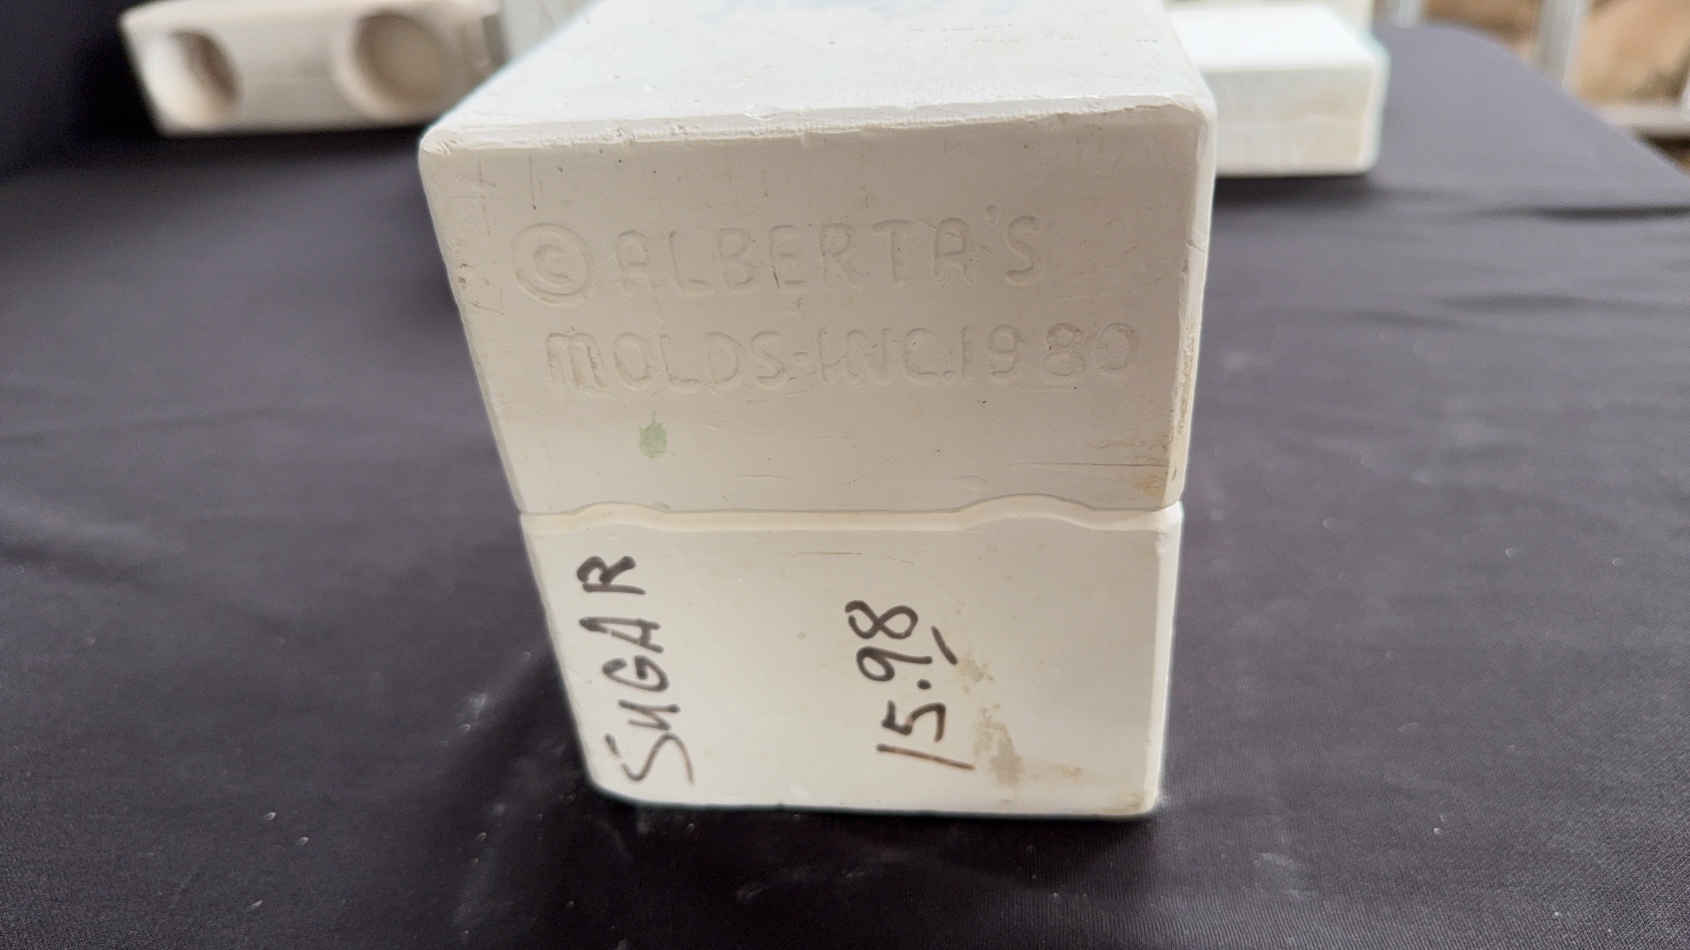 © ALBERTA'S
MOLDS-INC.1980
SUGAR
15.98